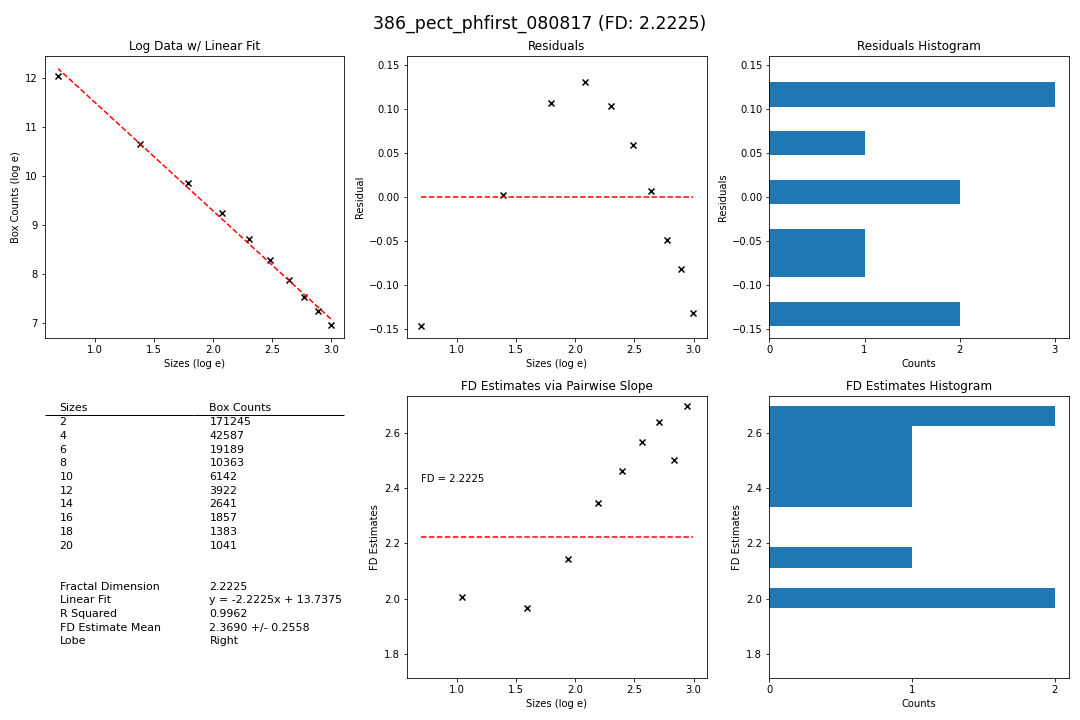 386_pect_phfirst_080817 (FD: 2.2225)
Log Data w/ Linear Fit
12
11
10
9
8
7
Box Counts (log e)
1.0 1.5 2.0 2.5 3.0
Sizes (log e)
Residuals
0.15
0.10
0.05
0.00
−0.05
−0.10
−0.15
Residual
1.0 1.5 2.0 2.5 3.0
Sizes (log e)
Residuals Histogram
0.15
0.10
0.05
0.00
−0.05
−0.10
−0.15
Residuals
0 1 2 3
Counts
Sizes Box Counts
2 171245
4 42587
6 19189
8 10363
10 6142
12 3922
14 2641
16 1857
18 1383
20 1041
Fractal Dimension 2.2225
Linear Fit y = -2.2225x + 13.7375
R Squared 0.9962
FD Estimate Mean 2.3690 +/- 0.2558
Lobe Right
FD Estimates via Pairwise Slope
2.6
2.4
2.2
2.0
1.8
FD Estimates
FD = 2.2225
1.0 1.5 2.0 2.5 3.0
Sizes (log e)
FD Estimates Histogram
2.6
2.4
2.2
2.0
1.8
FD Estimates
0 1 2
Counts